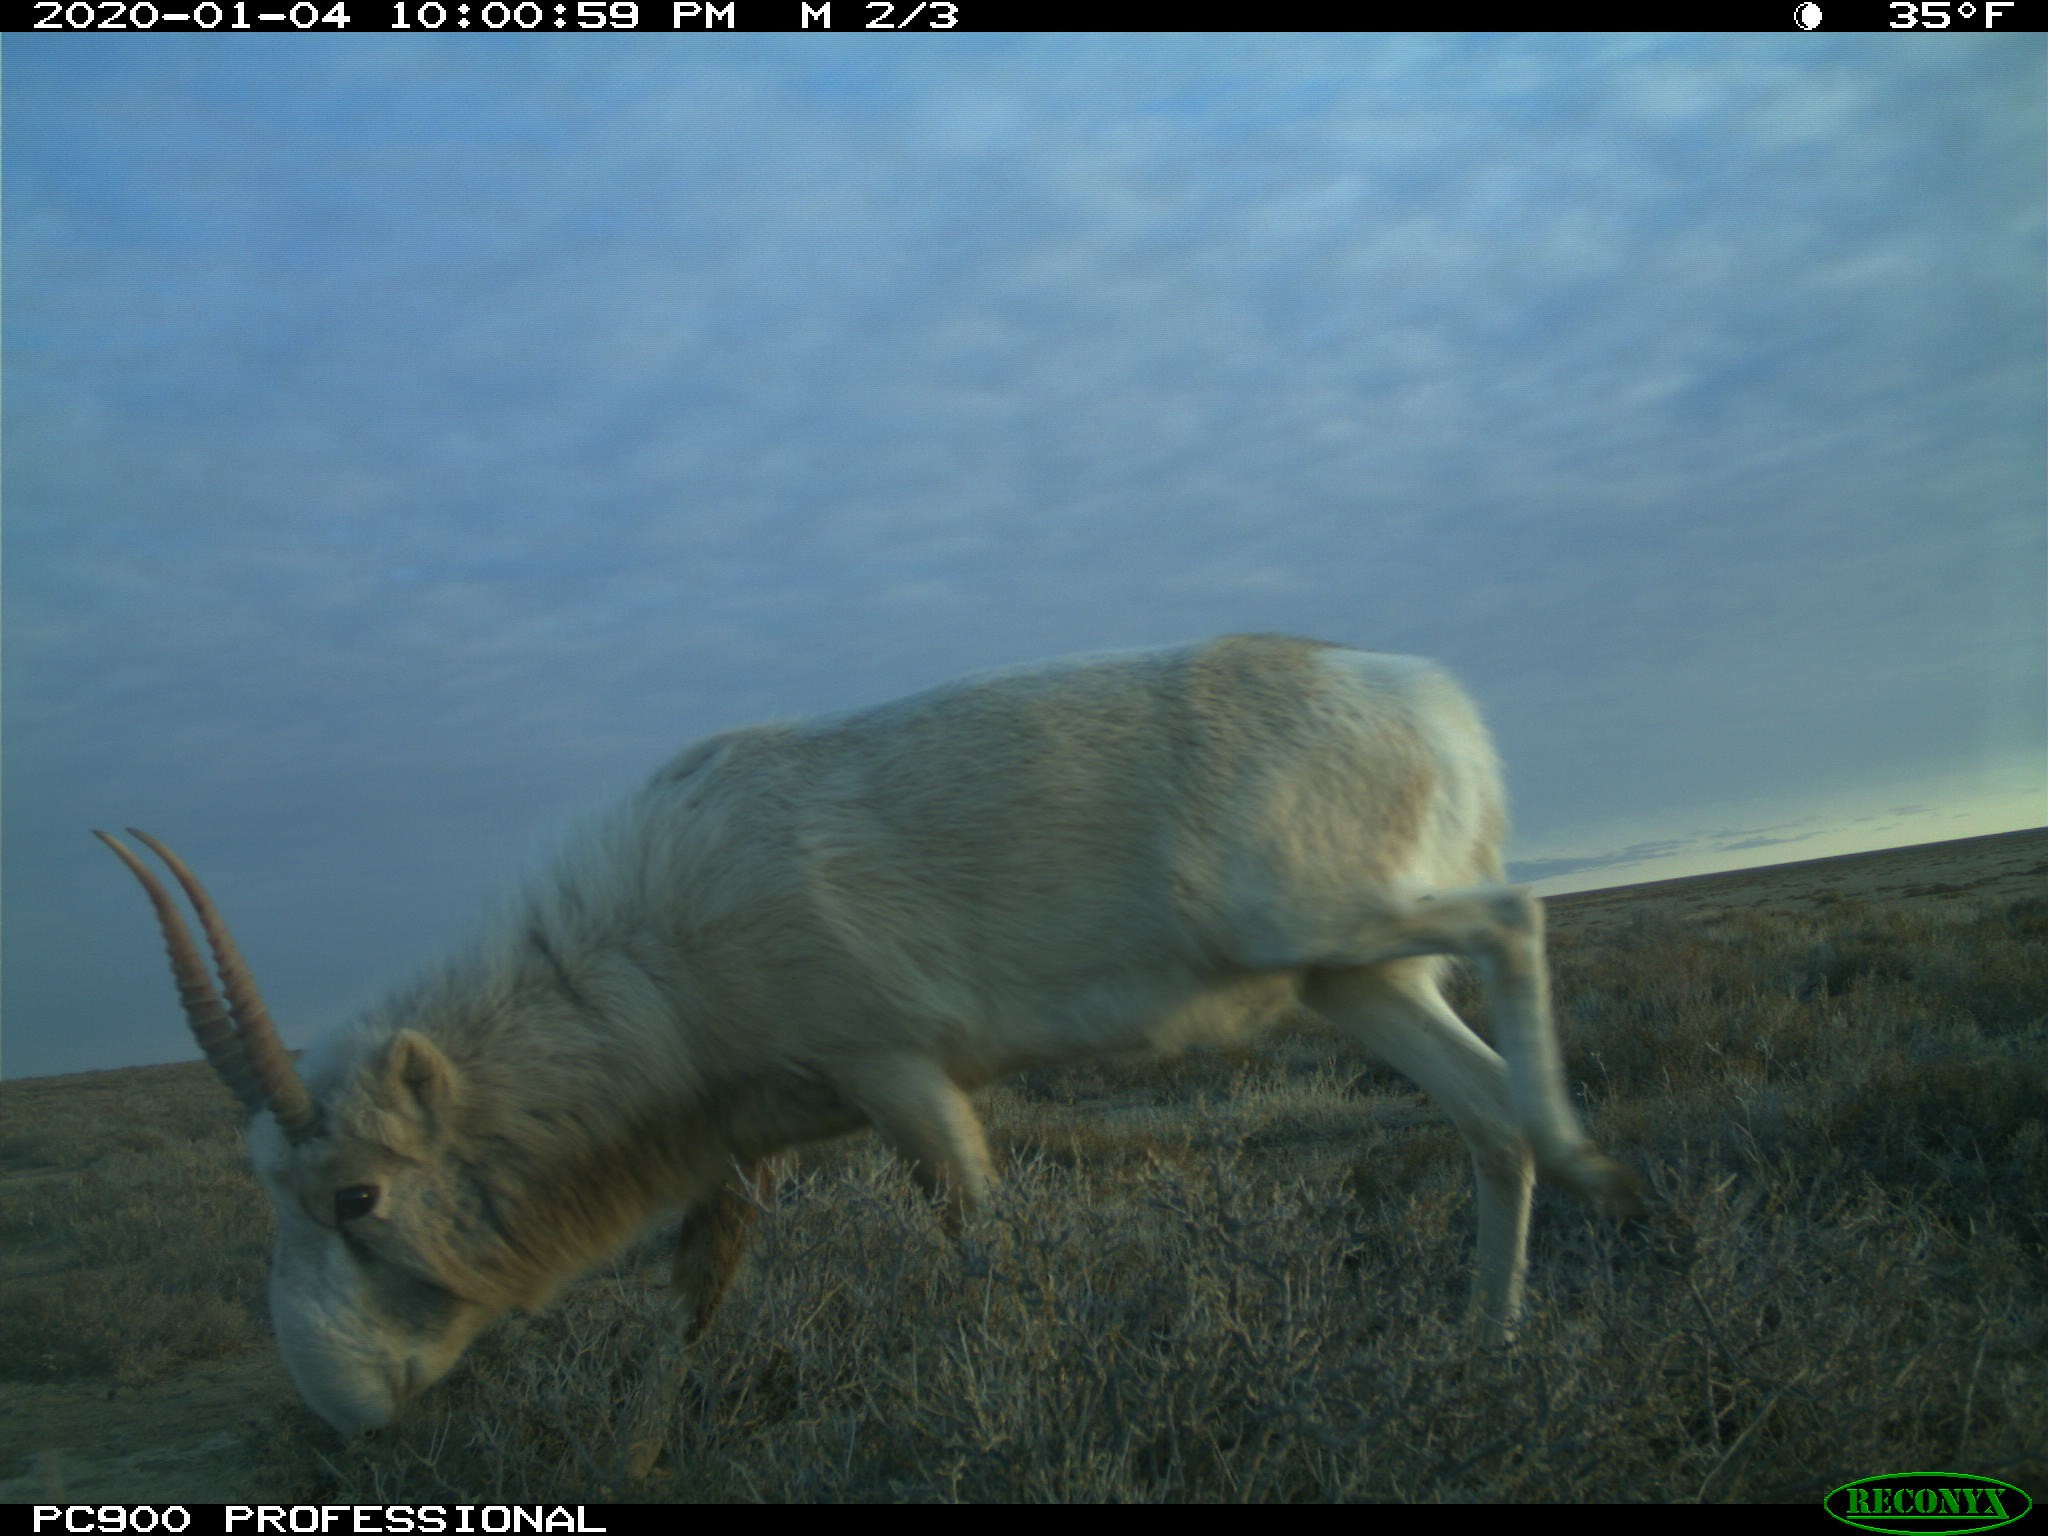 2020-01-04 10:00:59 PM M 2/3 35°F
PC900 PROFESSIONAL
RECONYX